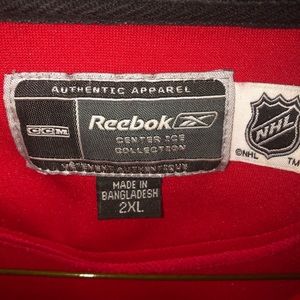 AUTHENTIC APPAREL
CCM
Reebok
CENTER ICE
COLLECTION
VÊTEMENT AUTHENTIQUE
NHL
©NHL
TM
MADE IN
BANGLADESH
2XL